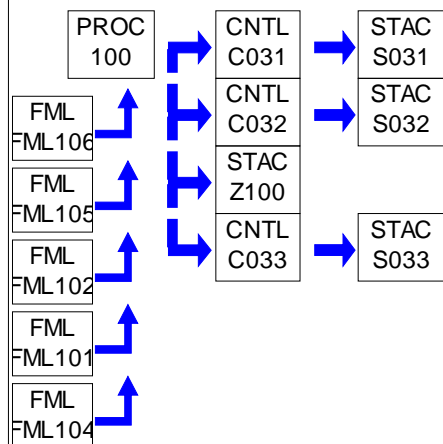 PROC
100
CNTL
C031
STAC
S031
CNTL
C032
STAC
S032
FML
FML106
STAC
Z100
FML
FML105
CNTL
C033
STAC
S033
FML
FML102
FML
FML101
FML
FML104